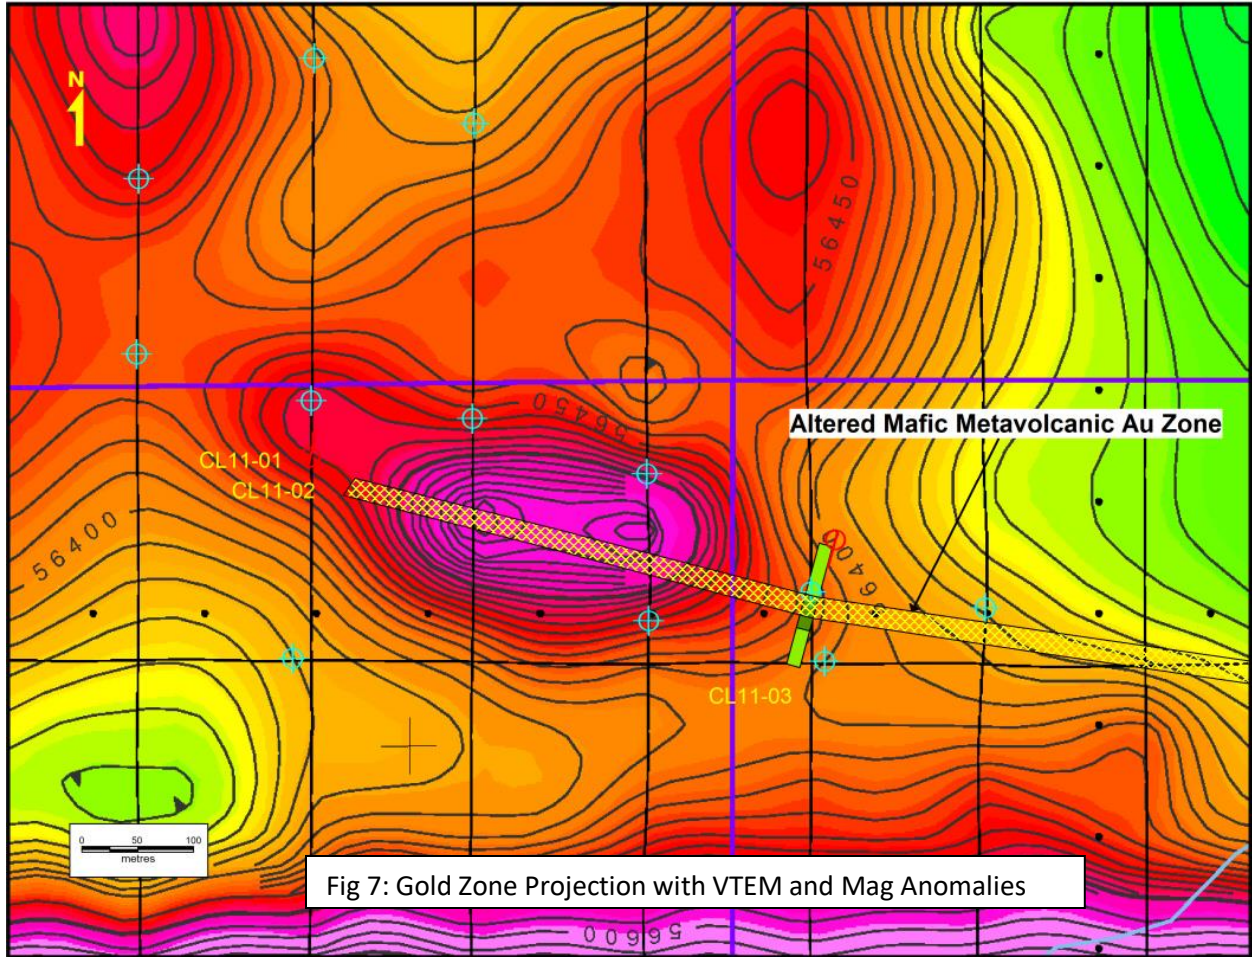 N
56450
56450
Altered Mafic Metavolcanic Au Zone
CL11-01
CL11-02
56400
56400
CL11-03
0 50 100
metres
Fig 7: Gold Zone Projection with VTEM and Mag Anomalies
56600